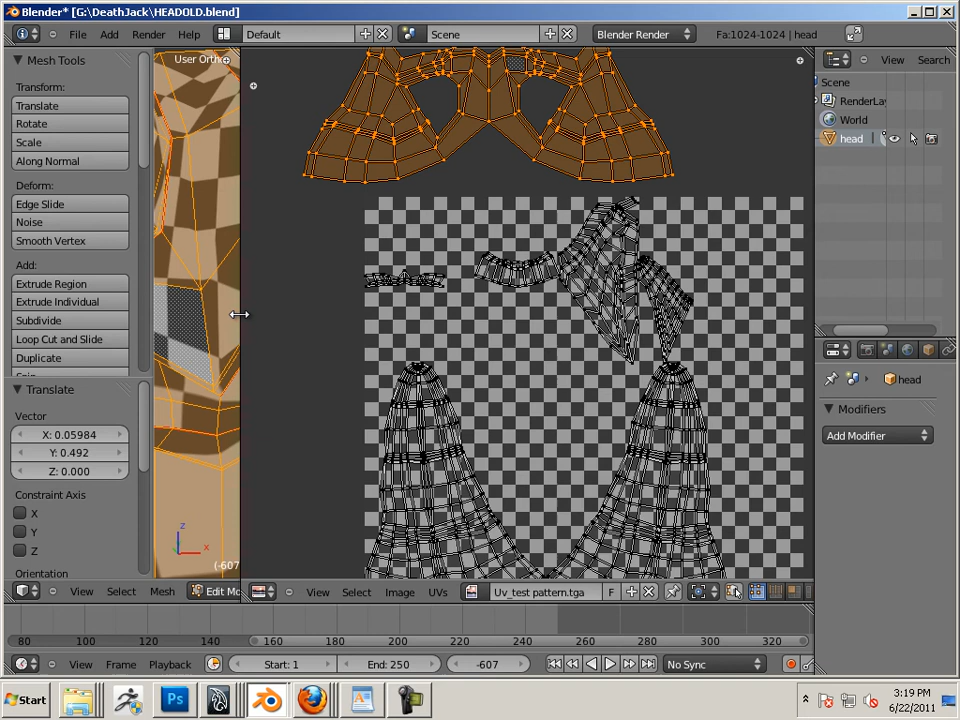 Blender* [G:\DeathJack\HEADOLD.blend]
File Add Render Help Default Scene Blender Render Fa:1024-1024 | head
Mesh Tools
User Ortho
View Search
Transform:
Translate
Rotate
Scale
Along Normal
Deform:
Edge Slide
Noise
Smooth Vertex
Add:
Extrude Region
Extrude Individual
Subdivide
Loop Cut and Slide
Duplicate
Translate
Vector
X: 0.05984
Y: 0.492
Z: 0.000
Constraint Axis
X
Y
Z
Orientation
z
x
(-607
Scene
RenderLay
World
head |
head
Modifiers
Add Modifier
View Select Mesh Edit Mo
View Select Image UVs Uv_test pattern.tga F
80 100 120 140 160 180 200 220 240 260 280 300 320
View Frame Playback Start: 1 End: 250 -607 No Sync
Start Ps 3:19 PM
6/22/2011